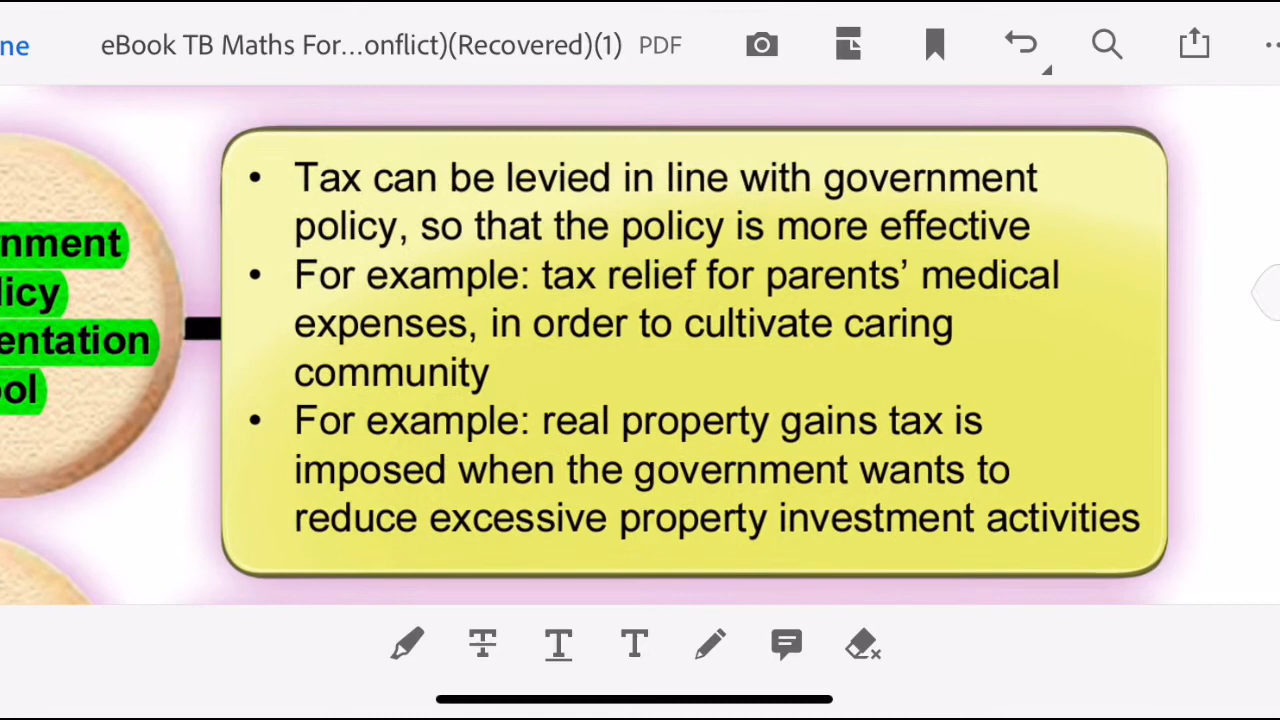 ne eBook TB Maths For...onflict)(Recovered)(1) PDF
nment
licy
entation
ool
• Tax can be levied in line with government
policy, so that the policy is more effective
• For example: tax relief for parents’ medical
expenses, in order to cultivate caring
community
• For example: real property gains tax is
imposed when the government wants to
reduce excessive property investment activities